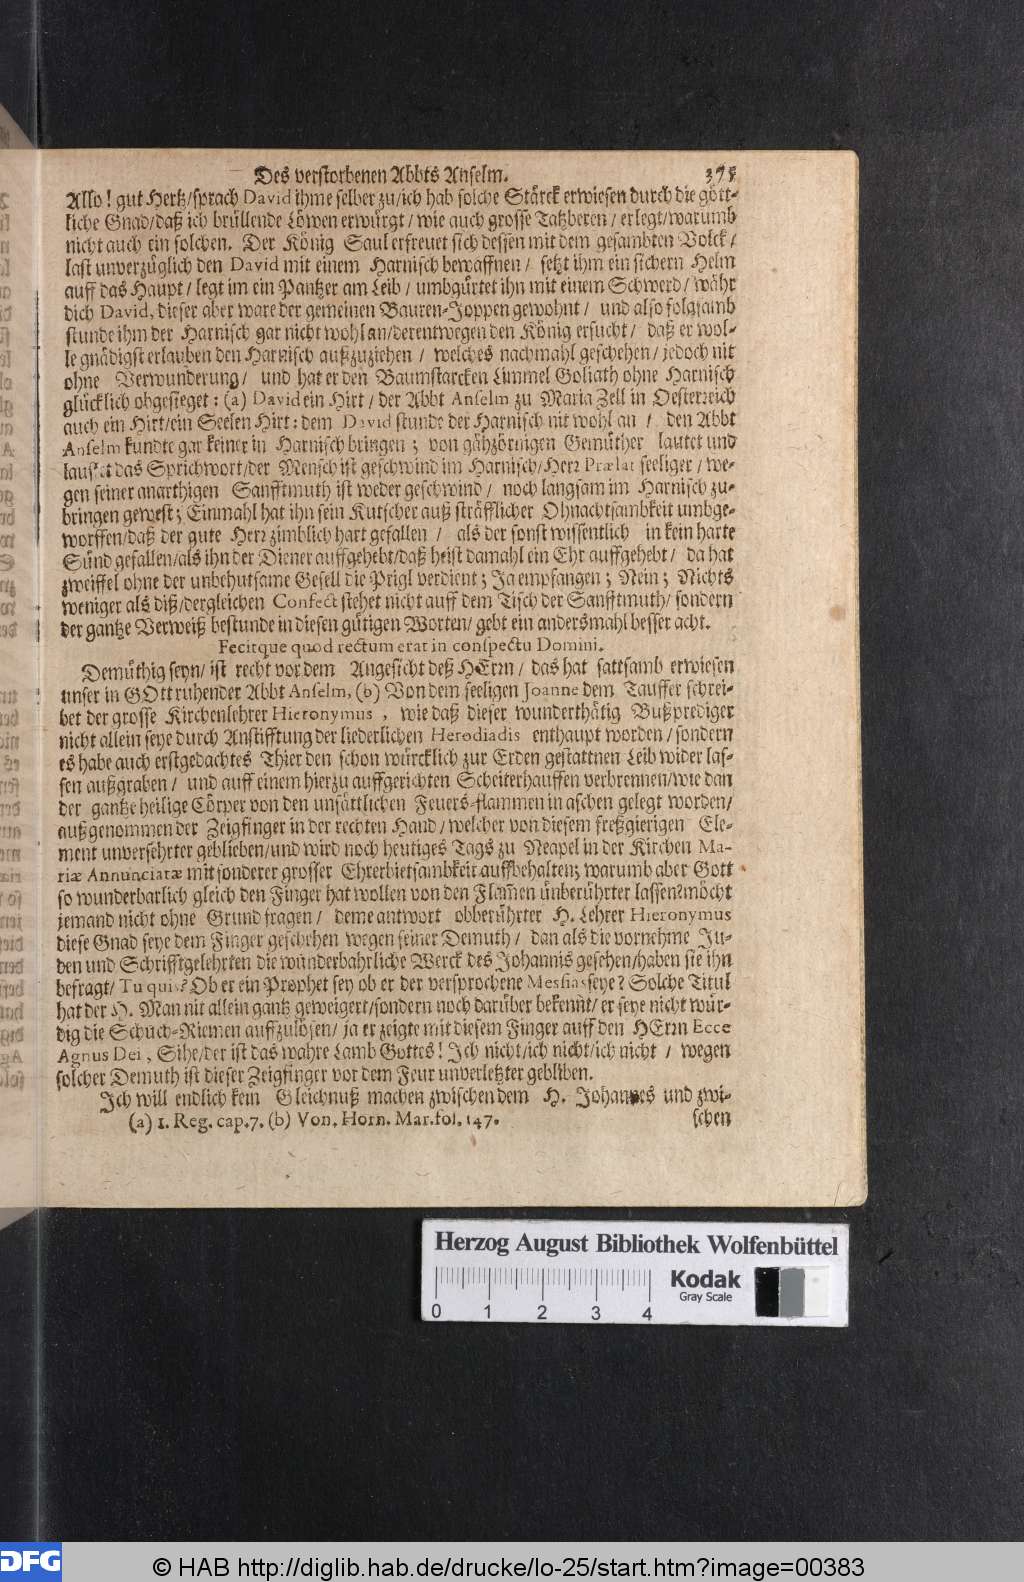 Des verstorbenen Abbts Anselm. 375
Allo! gut Hertz/sprach David ihme selber zu/ich hab solche Stärck erwiesen durch die gött-
liche Gnad/daß ich brüllende Löwen erwürgt/ wie auch grosse Tatzberen/ erlegt/warumb
nicht auch ein solchen. Der König Saul erfreuet sich dessen mit dem gesambten Volck/
last unverzüglich den David mit einem Harnisch bewaffnen/ setzt ihm ein sichern Helm
auff das Haupt/ legt im ein Pantzer am Leib/ umbgürtet ihn mit einem Schwerd/ währ
dich David, dieser aber ware der gemeinen Bauren-Joppen gewohnt/ und also folgsamb
stunde ihm der Harnisch gar nicht wohl an/derentwegen den König ersucht/ daß er wol-
le gnädigst erlauben den Harnisch außzuziehen/ welches nachmahl geschehen/ jedoch nit
ohne Verwunderung/ und hat er den Baumstarcken Limmel Goliath ohne Harnisch
glücklich obgesieget: (a) David ein Hirt/ der Abbt Anselm zu Maria Zell in Oesterreich
auch ein Hirt/ein Seelen Hirt: dem David stunde der Harnisch nit wohl an/ den Abbt
Anselm kundte gar keiner in Harnisch bringen; von gähzörnigen Gemüther lautet und
laust das Sprichwort/der Mensch ist geschwind im Harnisch/Herr Prælat seeliger/ we-
gen seiner anarthigen Sanfftmuth ist weder geschwind/ noch langsam im Harnisch zu-
bringen gewest; Einmahl hat ihn sein Kutscher auß sträfflicher Ohnachtsambkeit umbge-
worffen/daß der gute Herr zimblich hart gefallen/ als der sonst wissentlich in kein harte
Sünd gefallen/als ihn der Diener auffgehebt/daß heist damahl ein Ehr auffgehebt/ da hat
zweiffel ohne der unbehutsame Gesell die Prigl verdient; Ja empfangen; Nein; Nichts
weniger als diß/dergleichen Confect stehet nicht auff dem Tisch der Sanfftmuth/ sondern
der gantze Verweiß bestunde in diesen gütigen Worten/ gebt ein andersmahl besser acht.
Fecitque quod rectum erat in conspectu Domini.
Demüthig seyn/ ist recht vor dem Angesicht deß HErrn/ das hat sattsamb erwiesen
unser in GOtt ruhender Abbt Anselm, (b) Von dem seeligen Joanne dem Tauffer schrei-
bet der grosse Kirchenlehrer Hieronymus, wie daß dieser wunderthätig Bußprediger
nicht allein seye durch Anstifftung der liederlichen Herodiadis enthaupt worden/ sondern
es habe auch erstgedachtes Thier den schon würcklich zur Erden gestattnen Leib wider las-
sen außgraben/ und auff einem hierzu auffgerichten Scheiterhauffen verbrennen/wie dan
der gantze heilige Cörper von den unsättlichen Feuers-flammen in aschen gelegt worden/
außgenommen der Zeigfinger in der rechten Hand/ welcher von diesem freßgierigen Ele-
ment unversehrter geblieben/und wird noch heutiges Tags zu Neapel in der Kirchen Ma-
riæ Annunciatæ mit sonderer grosser Ehrerbietsambkeit auffbehalten; warumb aber Gott
so wunderbarlich gleich den Finger hat wollen von den Flam̄en unberührter lassen? möcht
jemand nicht ohne Grund fragen/ deme antwort obberührter H. Lehrer Hieronymus
diese Gnad seye dem Finger geschehen wegen seiner Demuth/ dan als die vornehme Ju-
den und Schrifftgelehrten die wunderbahrliche Werck des Johannis gesehen/haben sie ihn
befragt/ Tu quis? Ob er ein Prophet sey ob er der versprochene Messias seye? Solche Titul
hat der H. Man nit allein gantz geweigert/sondern noch darüber bekennt/ er seye nicht wür-
dig die Schuch-Riemen auffzulösen/ ja er zeigte mit diesem Finger auff den HErrn Ecce
Agnus Dei, Sihe/der ist das wahre Lamb Gottes! Ich nicht/ich nicht/ich nicht/ wegen
solcher Demuth ist dieser Zeigfinger vor dem Feur unverletzter gebliben.
Ich will endlich kein Gleichnuß machen zwischen dem H. Johannes und zwi-
(a) 1. Reg. cap. 7. (b) Von. Horn. Mar. fol. 147. schen
Herzog August Bibliothek Wolfenbüttel
Kodak
Gray Scale
0 1 2 3 4
DFG © HAB http://diglib.hab.de/drucke/lo-25/start.htm?image=00383